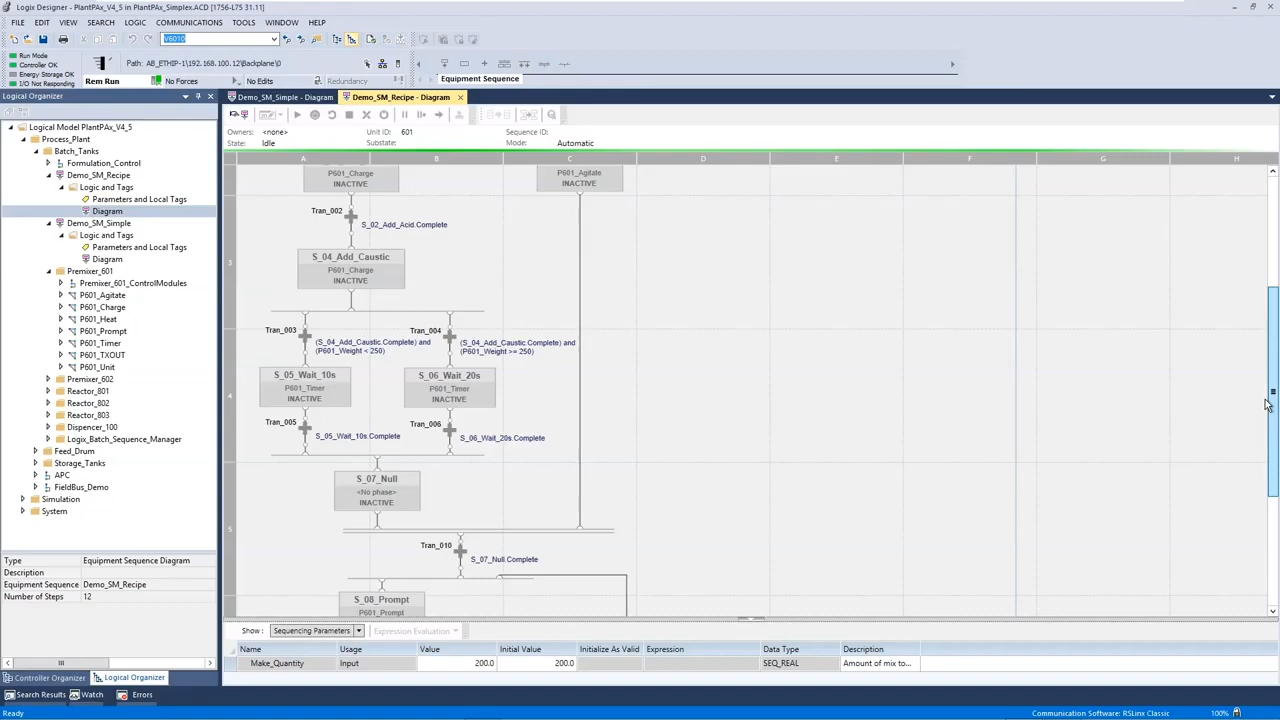 Logix Designer - PlantPAx_V4_5 in PlantPAx_Simplex.ACD [1756-L75 31.11]
FILE EDIT VIEW SEARCH LOGIC COMMUNICATIONS TOOLS WINDOW HELP
V6010
Run Mode
Controller OK
Energy Storage OK
I/O Not Responding
Path: AB_ETHIP-1\192.168.100.12\Backplane\0
Rem Run No Forces No Edits Redundancy
Equipment Sequence
Logical Organizer
Logical Model PlantPAx_V4_5
Process_Plant
Batch_Tanks
Formulation_Control
Demo_SM_Recipe
Logic and Tags
Parameters and Local Tags
Diagram
Demo_SM_Simple
Logic and Tags
Parameters and Local Tags
Diagram
Premixer_601
Premixer_601_ControlModules
P601_Agitate
P601_Charge
P601_Heat
P601_Prompt
P601_Timer
P601_TXOUT
P601_Unit
Premixer_602
Reactor_801
Reactor_802
Reactor_803
Dispencer_100
Logix_Batch_Sequence_Manager
Feed_Drum
Storage_Tanks
APC
FieldBus_Demo
Simulation
System
Type Equipment Sequence Diagram
Description
Equipment Sequence Demo_SM_Recipe
Number of Steps 12
Controller Organizer Logical Organizer
Demo_SM_Simple - Diagram Demo_SM_Recipe - Diagram
Owners: <none> Unit ID: 601 Sequence ID:
State: Idle Substate: Mode: Automatic
A B C D E F G H
P601_Charge
INACTIVE
P601_Agitate
INACTIVE
Tran_002
S_02_Add_Acid.Complete
3
S_04_Add_Caustic
P601_Charge
INACTIVE
Tran_003
(S_04_Add_Caustic.Complete) and
(P601_Weight < 250)
Tran_004
(S_04_Add_Caustic.Complete) and
(P601_Weight >= 250)
4
S_05_Wait_10s
P601_Timer
INACTIVE
S_06_Wait_20s
P601_Timer
INACTIVE
Tran_005
S_05_Wait_10s.Complete
Tran_006
S_06_Wait_20s.Complete
S_07_Null
<No phase>
INACTIVE
5
Tran_010
S_07_Null.Complete
S_08_Prompt
P601_Prompt
Show : Sequencing Parameters Expression Evaluation
Name Usage Value Initial Value Initialize As Valid Expression Data Type Description
Make_Quantity Input 200.0 200.0 SEQ_REAL Amount of mix to...
Search Results Watch Errors
Ready Communication Software: RSLinx Classic 100%